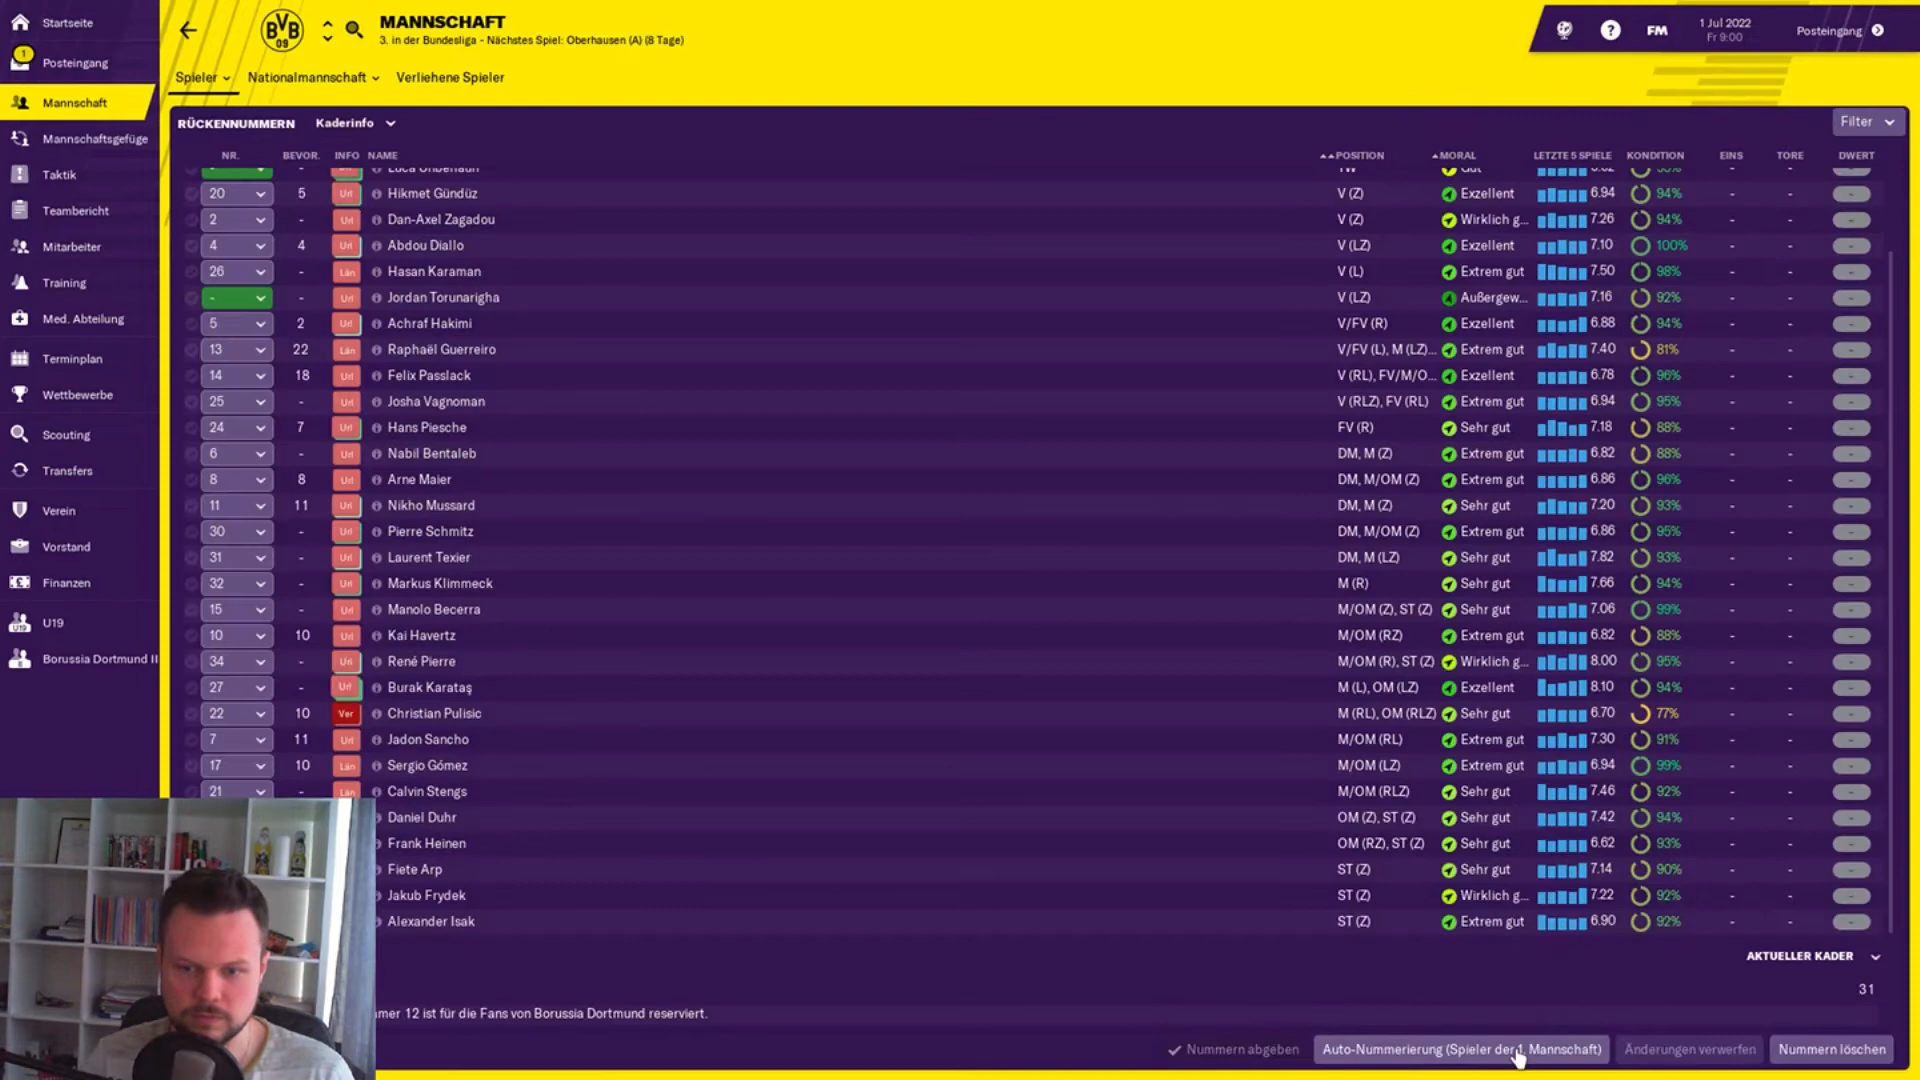 Startseite
1
Posteingang
Mannschaft
Mannschaftsgefüge
Taktik
Teambericht
Mitarbeiter
Training
Med. Abteilung
Terminplan
Wettbewerbe
Scouting
Transfers
Verein
Vorstand
Finanzen
U19
Borussia Dortmund II
BVB 09
MANNSCHAFT
3. in der Bundesliga - Nächstes Spiel: Oberhausen (A) (8 Tage)
FM
1 Jul 2022
Fr 9:00
Posteingang
Spieler Nationalmannschaft Verliehene Spieler
RÜCKENNUMMERN Kaderinfo Filter
NR. BEVOR. INFO NAME POSITION MORAL LETZTE 5 SPIELE KONDITION EINS TORE DWERT
20 5 Url Hikmet Gündüz V (Z) Exzellent 6.94 94% - - -
2 - Url Dan-Axel Zagadou V (Z) Wirklich g... 7.26 94% - - -
4 4 Url Abdou Diallo V (LZ) Exzellent 7.10 100% - - -
26 - Län Hasan Karaman V (L) Extrem gut 7.50 98% - - -
- - Url Jordan Torunarigha V (LZ) Außergew... 7.16 92% - - -
5 2 Url Achraf Hakimi V/FV (R) Exzellent 6.88 94% - - -
13 22 Län Raphaël Guerreiro V/FV (L), M (LZ)... Extrem gut 7.40 81% - - -
14 18 Url Felix Passlack V (RL), FV/M/O... Exzellent 6.78 96% - - -
25 - Url Josha Vagnoman V (RLZ), FV (RL) Extrem gut 6.94 95% - - -
24 7 Url Hans Piesche FV (R) Sehr gut 7.18 88% - - -
6 - Url Nabil Bentaleb DM, M (Z) Extrem gut 6.82 88% - - -
8 8 Url Arne Maier DM, M/OM (Z) Extrem gut 6.86 96% - - -
11 11 Url Nikho Mussard DM, M (Z) Sehr gut 7.20 93% - - -
30 - Url Pierre Schmitz DM, M/OM (Z) Extrem gut 6.86 95% - - -
31 - Url Laurent Texier DM, M (LZ) Sehr gut 7.82 93% - - -
32 - Url Markus Klimmeck M (R) Sehr gut 7.66 94% - - -
15 - Url Manolo Becerra M/OM (Z), ST (Z) Sehr gut 7.06 99% - - -
10 10 Url Kai Havertz M/OM (RZ) Extrem gut 6.82 88% - - -
34 - Url René Pierre M/OM (R), ST (Z) Wirklich g... 8.00 95% - - -
27 - Url Burak Karataş M (L), OM (LZ) Exzellent 8.10 94% - - -
22 10 Ver Christian Pulisic M (RL), OM (RLZ) Sehr gut 6.70 77% - - -
7 11 Url Jadon Sancho M/OM (RL) Extrem gut 7.30 91% - - -
17 10 Län Sergio Gómez M/OM (LZ) Extrem gut 6.94 99% - - -
21 - Län Calvin Stengs M/OM (RLZ) Sehr gut 7.46 92% - - -
Daniel Duhr OM (Z), ST (Z) Sehr gut 7.42 94% - - -
Frank Heinen OM (RZ), ST (Z) Sehr gut 6.62 93% - - -
Fiete Arp ST (Z) Sehr gut 7.14 90% - - -
Jakub Frydek ST (Z) Wirklich g... 7.22 92% - - -
Alexander Isak ST (Z) Extrem gut 6.90 92% - - -
AKTUELLER KADER
31
mer 12 ist für die Fans von Borussia Dortmund reserviert.
Nummern abgeben Auto-Nummerierung (Spieler der 1. Mannschaft) Änderungen verwerfen Nummern löschen